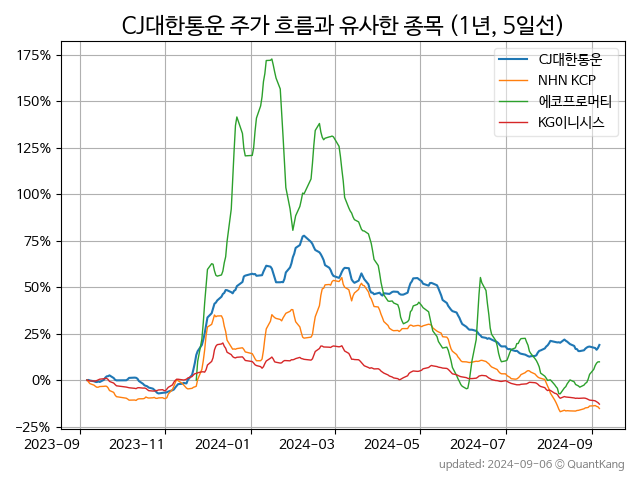 CJ대한통운 주가 흐름과 유사한 종목 (1년, 5일선)
CJ대한통운
NHN KCP
에코프로머티
KG이니시스
175%
150%
125%
100%
75%
50%
25%
0%
−25%
2023-09
2023-11
2024-01
2024-03
2024-05
2024-07
2024-09
updated: 2024-09-06 © QuantKang